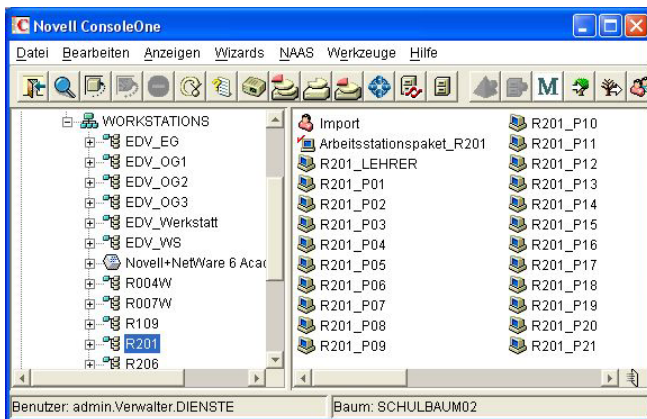 Novell ConsoleOne
Datei Bearbeiten Anzeigen Wizards NAAS Werkzeuge Hilfe
M
WORKSTATIONS
EDV_EG
EDV_OG1
EDV_OG2
EDV_OG3
EDV_Werkstatt
EDV_WS
Novell+NetWare 6 Acad
R004W
R007W
R109
R201
R206
Import
Arbeitsstationspaket_R201
R201_LEHRER
R201_P01
R201_P02
R201_P03
R201_P04
R201_P05
R201_P06
R201_P07
R201_P08
R201_P09
R201_P10
R201_P11
R201_P12
R201_P13
R201_P14
R201_P15
R201_P16
R201_P17
R201_P18
R201_P19
R201_P20
R201_P21
Benutzer: admin.Verwalter.DIENSTE
Baum: SCHULBAUM02